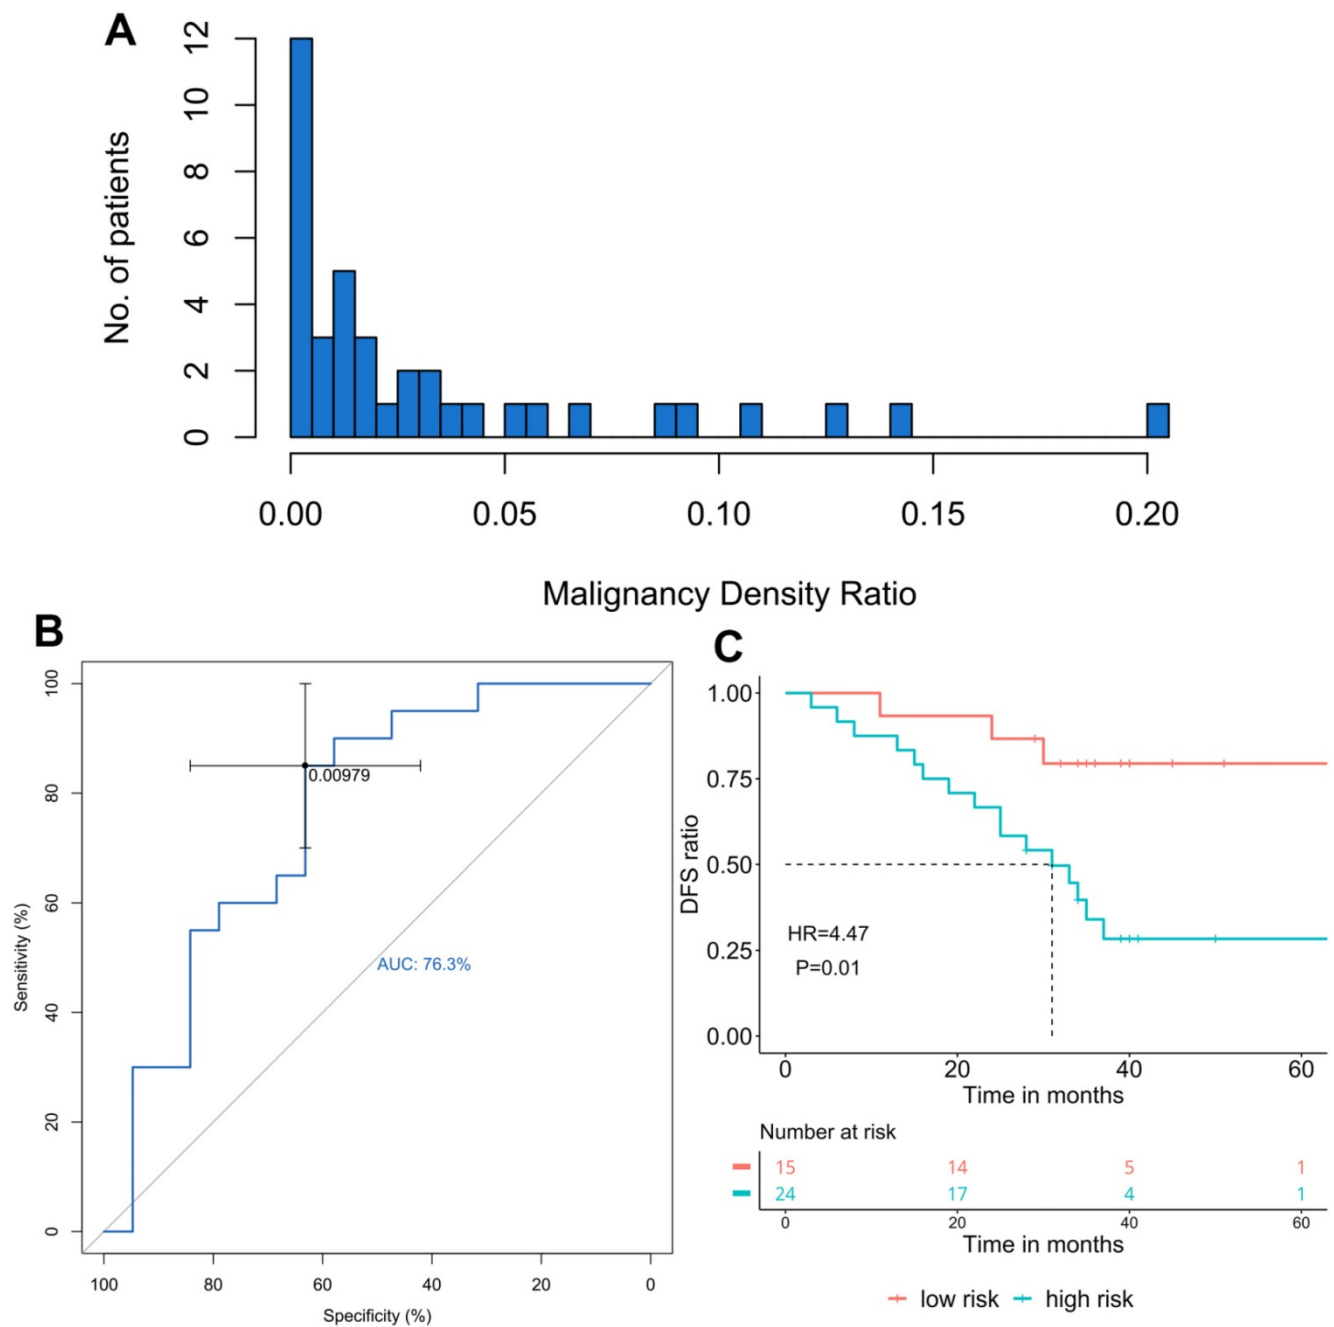 A
No. of patients
12
10
8
6
4
2
0
0.00 0.05 0.10 0.15 0.20
Malignancy Density Ratio
B
Sensitivity (%)
100
80
60
40
20
0
0.00979
AUC: 76.3%
100 80 60 40 20 0
Specificity (%)
C
DFS ratio
1.00
0.75
0.50
0.25
0.00
HR=4.47
P=0.01
0 20 40 60
Time in months
Number at risk
15 14 5 1
24 17 4 1
0 20 40 60
Time in months
low risk high risk